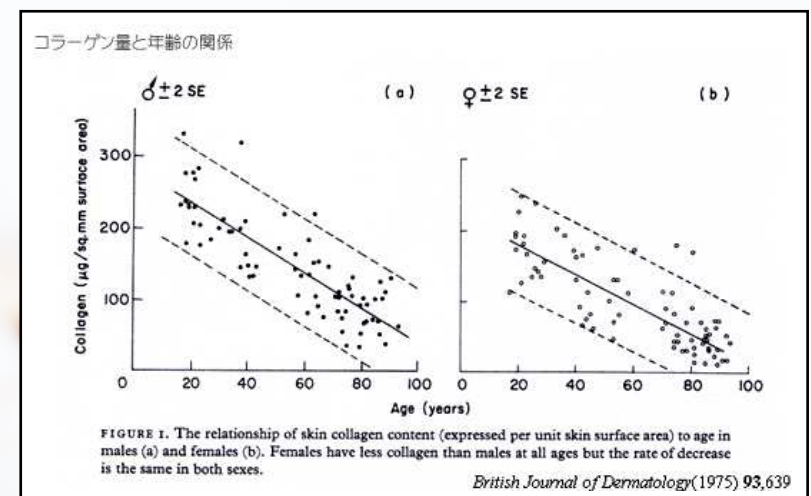 コラーゲン量と年齢の関係
♂ ± 2 SE (a) ♀ ± 2 SE (b)
Collagen (μg/sq.mm surface area)
300
200
100
0 20 40 60 80 100 0 20 40 60 80 100
Age (years)
FIGURE 1. The relationship of skin collagen content (expressed per unit skin surface area) to age in
males (a) and females (b). Females have less collagen than males at all ages but the rate of decrease
is the same in both sexes.
British Journal of Dermatology(1975) 93,639